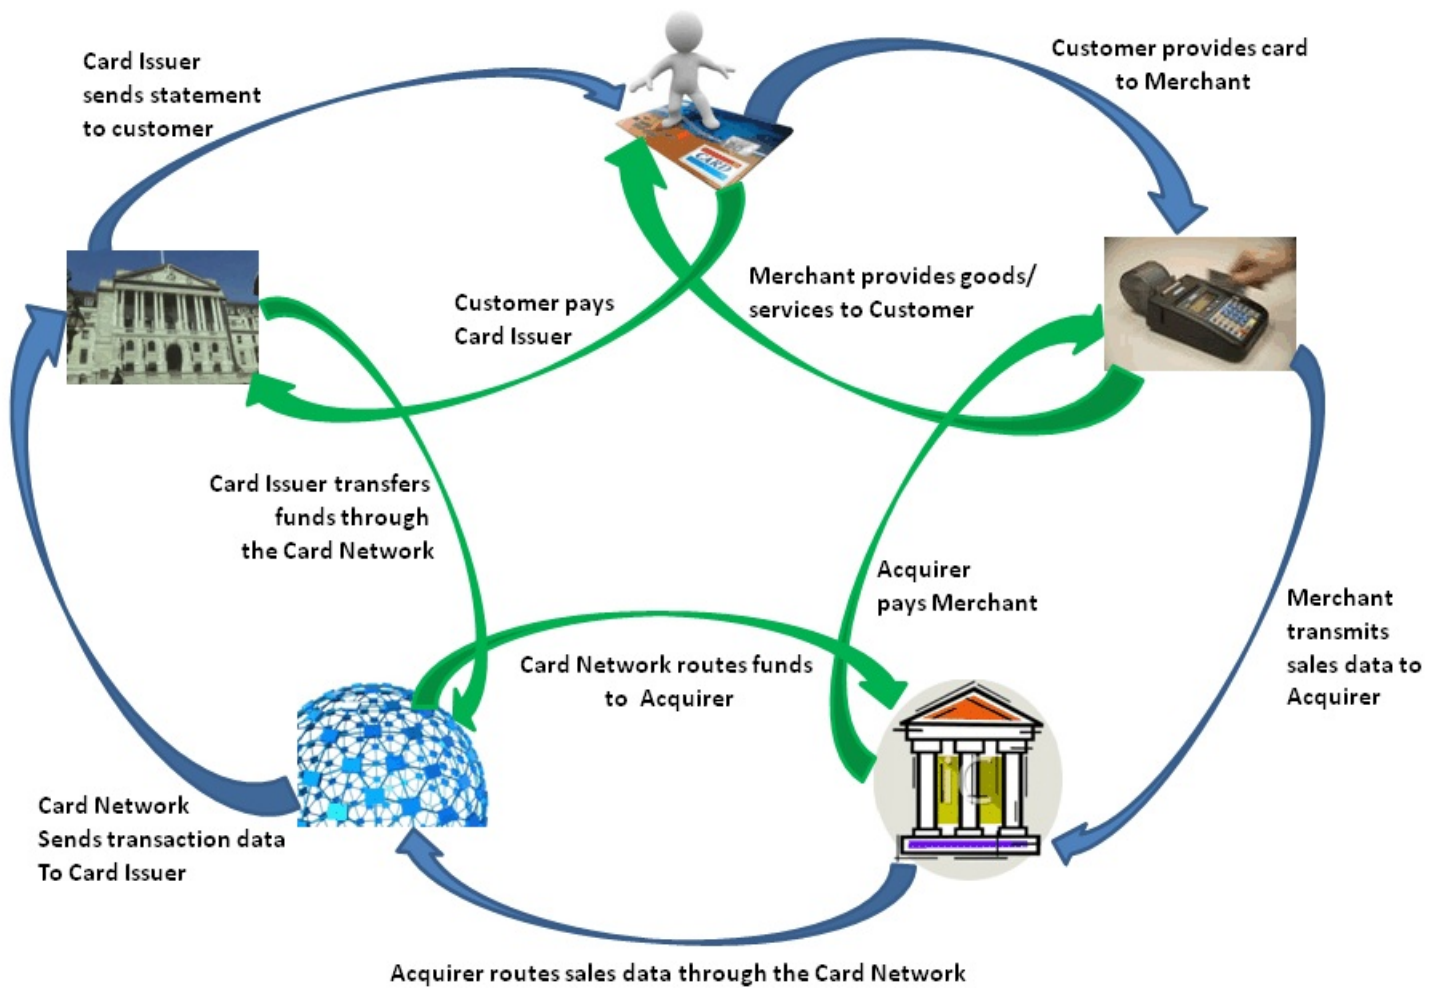 Card Issuer
sends statement
to customer
Customer provides card
to Merchant
CARD
Customer pays
Card Issuer
Merchant provides goods/
services to Customer
Card Issuer transfers
funds through
the Card Network
Acquirer
pays Merchant
Merchant
transmits
sales data to
Acquirer
Card Network routes funds
to Acquirer
iC
Card Network
Sends transaction data
To Card Issuer
Acquirer routes sales data through the Card Network